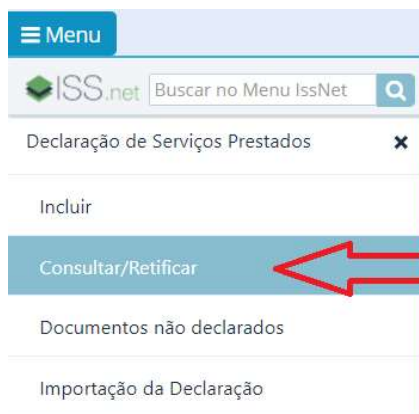 Menu
ISS.net Buscar no Menu IssNet
Declaração de Serviços Prestados
Incluir
Consultar/Retificar
Documentos não declarados
Importação da Declaração